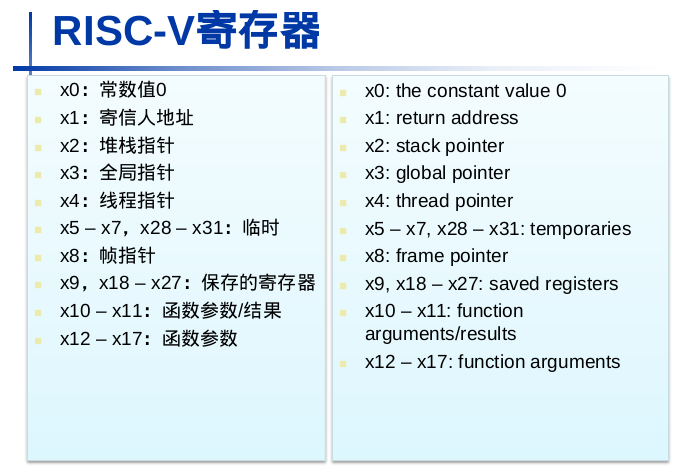 RISC-V寄存器
x0：常数值0
x1：寄信人地址
x2：堆栈指针
x3：全局指针
x4：线程指针
x5 – x7，x28 – x31：临时
x8：帧指针
x9，x18 – x27：保存的寄存器
x10 – x11：函数参数/结果
x12 – x17：函数参数
x0: the constant value 0
x1: return address
x2: stack pointer
x3: global pointer
x4: thread pointer
x5 – x7, x28 – x31: temporaries
x8: frame pointer
x9, x18 – x27: saved registers
x10 – x11: function
arguments/results
x12 – x17: function arguments